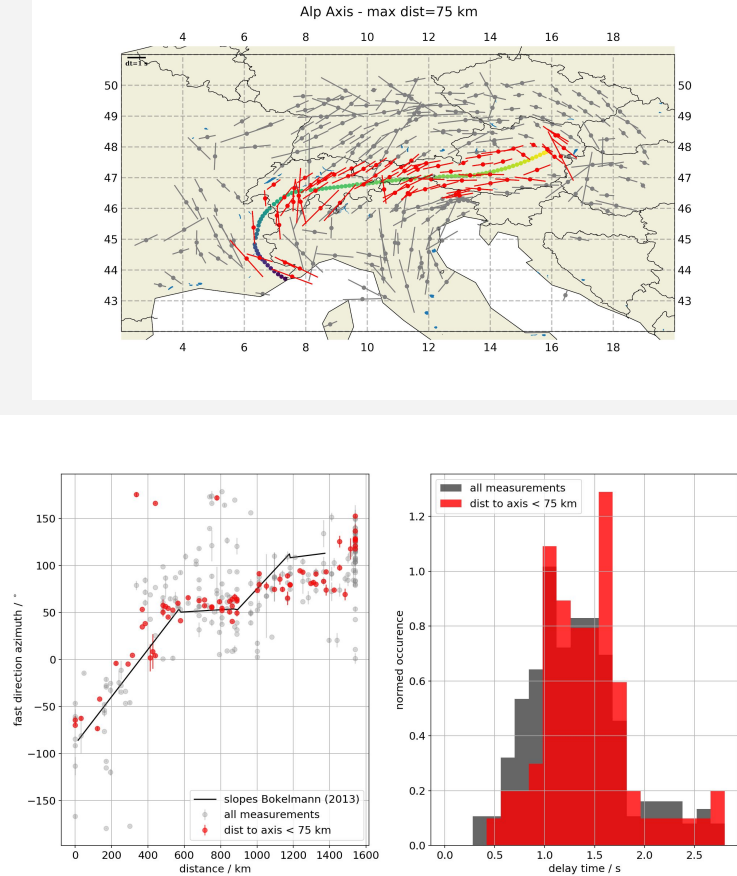 Alp Axis - max dist=75 km
4 6 8 10 12 14 16 18
dt=1 s
50 50
49 49
48 48
47 47
46 46
45 45
44 44
43 43
4 6 8 10 12 14 16 18
fast direction azimuth / °
150
100
50
0
−50
−100
−150
slopes Bokelmann (2013)
all measurements
dist to axis < 75 km
0 200 400 600 800 1000 1200 1400 1600
distance / km
all measurements
dist to axis < 75 km
normed occurence
1.2
1.0
0.8
0.6
0.4
0.2
0.0
0.0 0.5 1.0 1.5 2.0 2.5
delay time / s